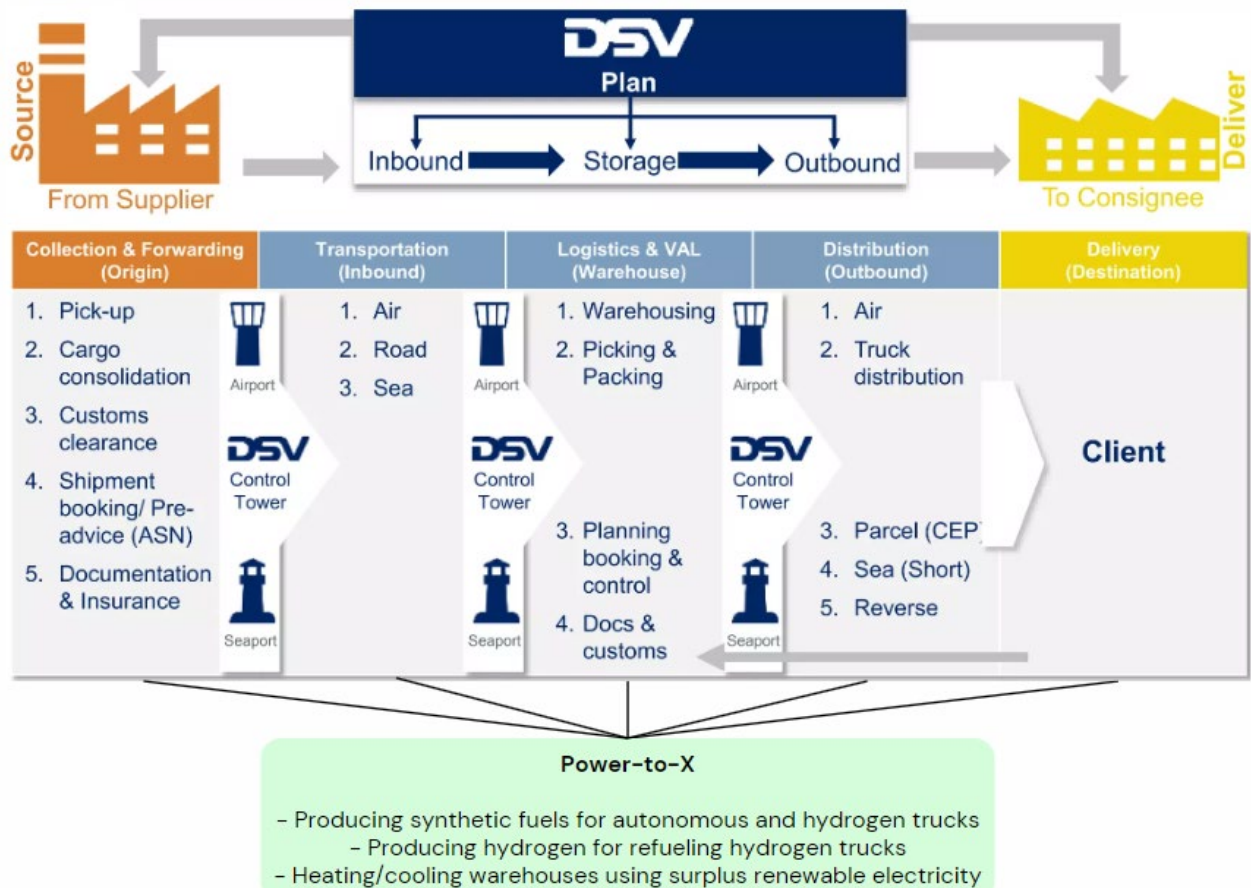 DSV
Plan
Source
Inbound
Storage
Outbound
Deliver
From Supplier
To Consignee
Collection & Forwarding
(Origin)
Transportation
(Inbound)
Logistics & VAL
(Warehouse)
Distribution
(Outbound)
Delivery
(Destination)
1. Pick-up
2. Cargo
consolidation
3. Customs
clearance
4. Shipment
booking/ Pre-
advice (ASN)
5. Documentation
& Insurance
Airport
DSV
Control
Tower
Seaport
1. Air
2. Road
3. Sea
Airport
DSV
Control
Tower
Seaport
1. Warehousing
2. Picking &
Packing
3. Planning
booking &
control
4. Docs &
customs
Airport
DSV
Control
Tower
Seaport
1. Air
2. Truck
distribution
3. Parcel (CEP)
4. Sea (Short)
5. Reverse
Client
Power-to-X
- Producing synthetic fuels for autonomous and hydrogen trucks
- Producing hydrogen for refueling hydrogen trucks
- Heating/cooling warehouses using surplus renewable electricity